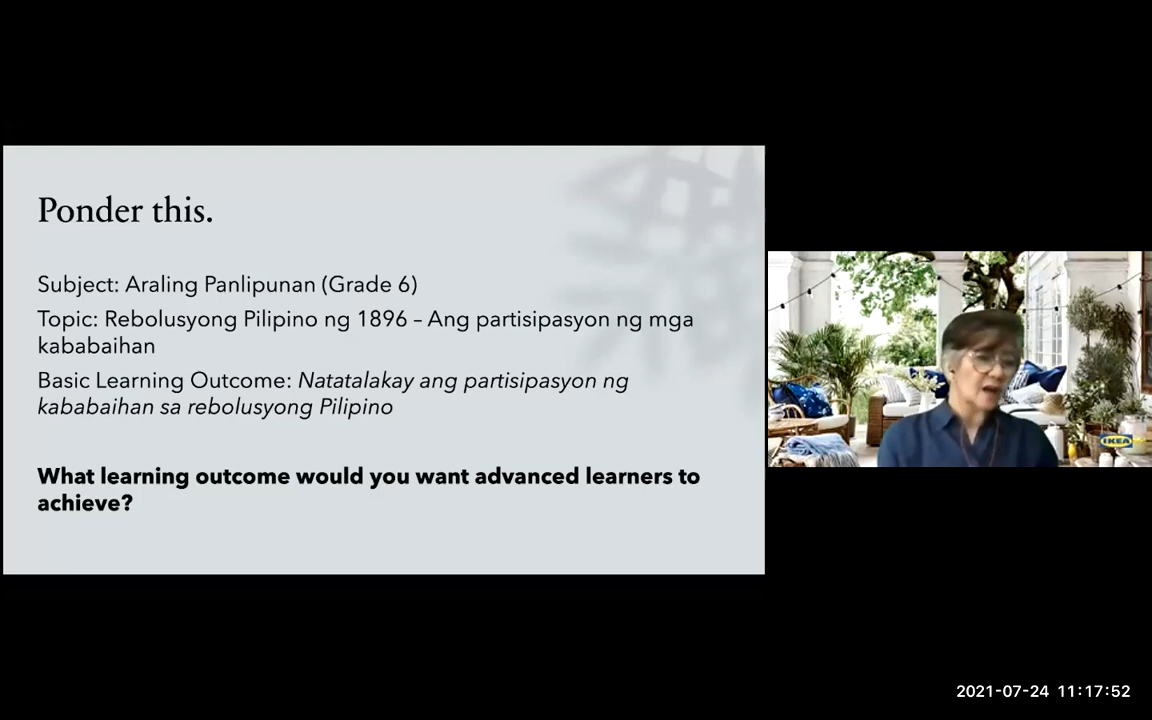 Ponder this.
Subject: Araling Panlipunan (Grade 6)
Topic: Rebolusyong Pilipino ng 1896 – Ang partisipasyon ng mga
kababaihan
Basic Learning Outcome: Natatalakay ang partisipasyon ng
kababaihan sa rebolusyong Pilipino
What learning outcome would you want advanced learners to
achieve?
IKEA
2021-07-24 11:17:52